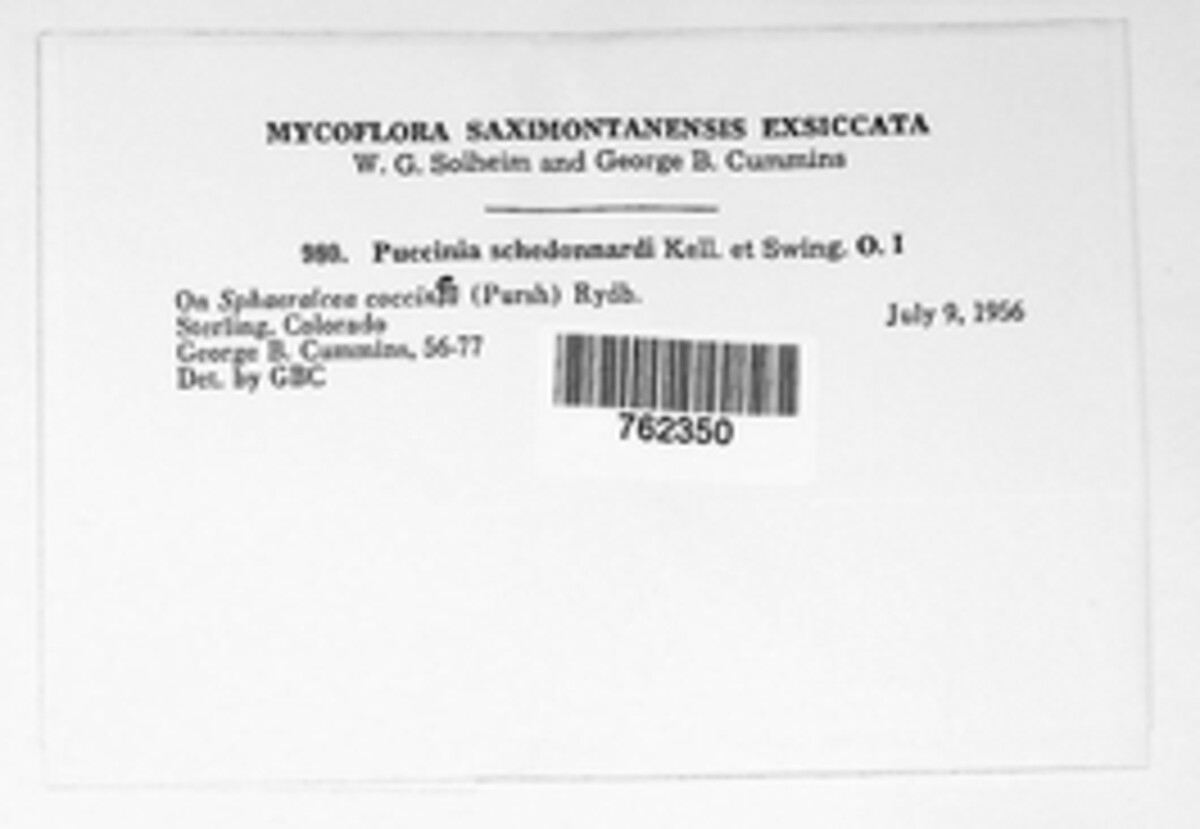 MYCOFLORA SAXIMONTANENSIS EXSICCATA
W. G. Solheim and George B. Cummins
980. Puccinia schedonnardi Kell. et Swing. O. I
On Sphaeralcea (Pursh) Rydb.
July 9, 1956
Sterling, Colorado
George B. Cummins, 56-77
Det. by GBC
762350